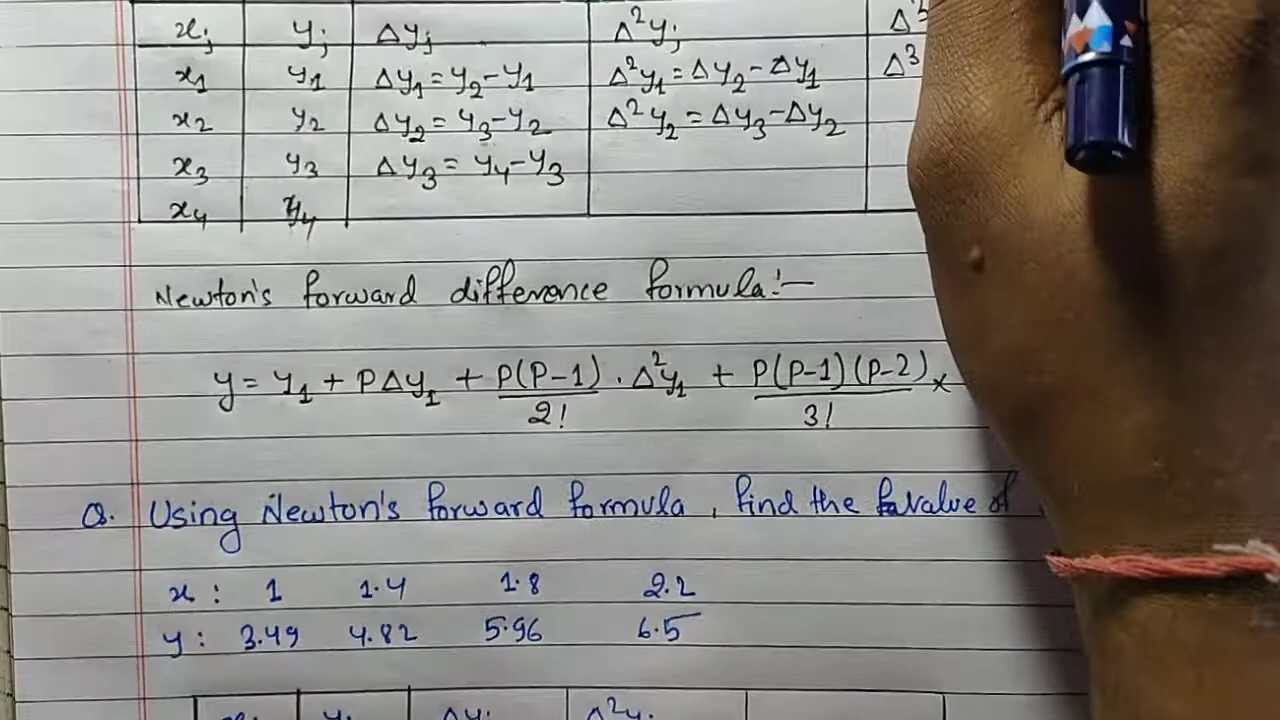 xⱼ yⱼ Δyⱼ Δ²yⱼ
x₁ y₁ Δy₁ = y₂-y₁ Δ²y₁ = Δy₂-Δy₁ Δ³
x₂ y₂ Δy₂ = y₃-y₂ Δ²y₂ = Δy₃-Δy₂
x₃ y₃ Δy₃ = y₄-y₃
x₄ y₄
Newton's forward difference formula:-
y = y₁ + PΔy₁ + P(P-1)/2! . Δ²y₁ + P(P-1)(P-2)/3! ×
Q. Using Newton's forward formula, find the value of
x : 1 1.4 1.8 2.2
y : 3.49 4.82 5.96 6.5